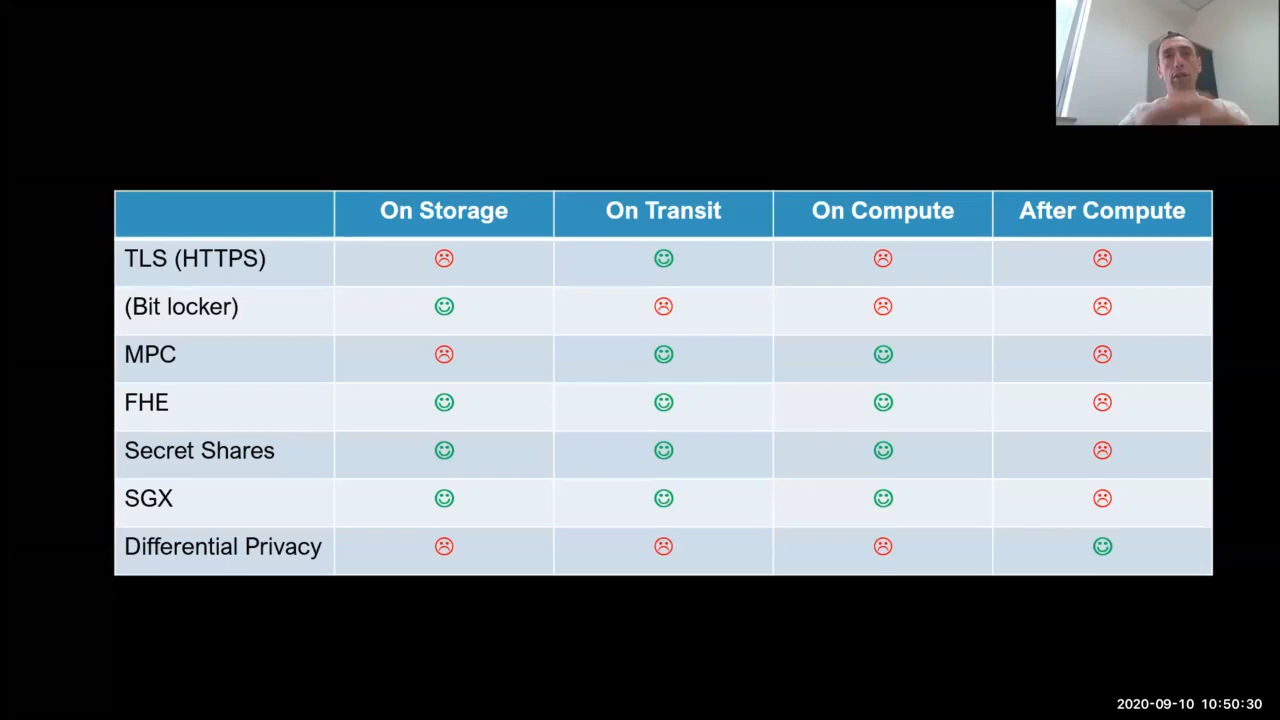 On Storage On Transit On Compute After Compute
TLS (HTTPS) ☹ ☺ ☹ ☹
(Bit locker) ☺ ☹ ☹ ☹
MPC ☹ ☺ ☺ ☹
FHE ☺ ☺ ☺ ☹
Secret Shares ☺ ☺ ☺ ☹
SGX ☺ ☺ ☺ ☹
Differential Privacy ☹ ☹ ☹ ☺
2020-09-10 10:50:30